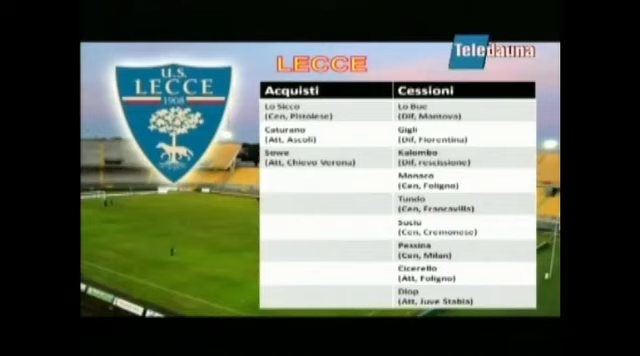 LECCE
Teledauna
U.S.
LECCE
1908
Acquisti Cessioni
Lo Sicco Lo Bue
(Cen, Pistoiese) (Dif, Mantova)
Caturano Gigli
(Att, Ascoli) (Dif, Fiorentina)
Sowe Kalombo
(Att, Chievo Verona) (Dif, rescissione)
Monaco
(Cen, Foligno)
Tundo
(Cen, Francavilla)
Suciu
(Cen, Cremonese)
Pessina
(Cen, Milan)
Cicerello
(Att, Foligno)
Diop
(Att, Juve Stabia)